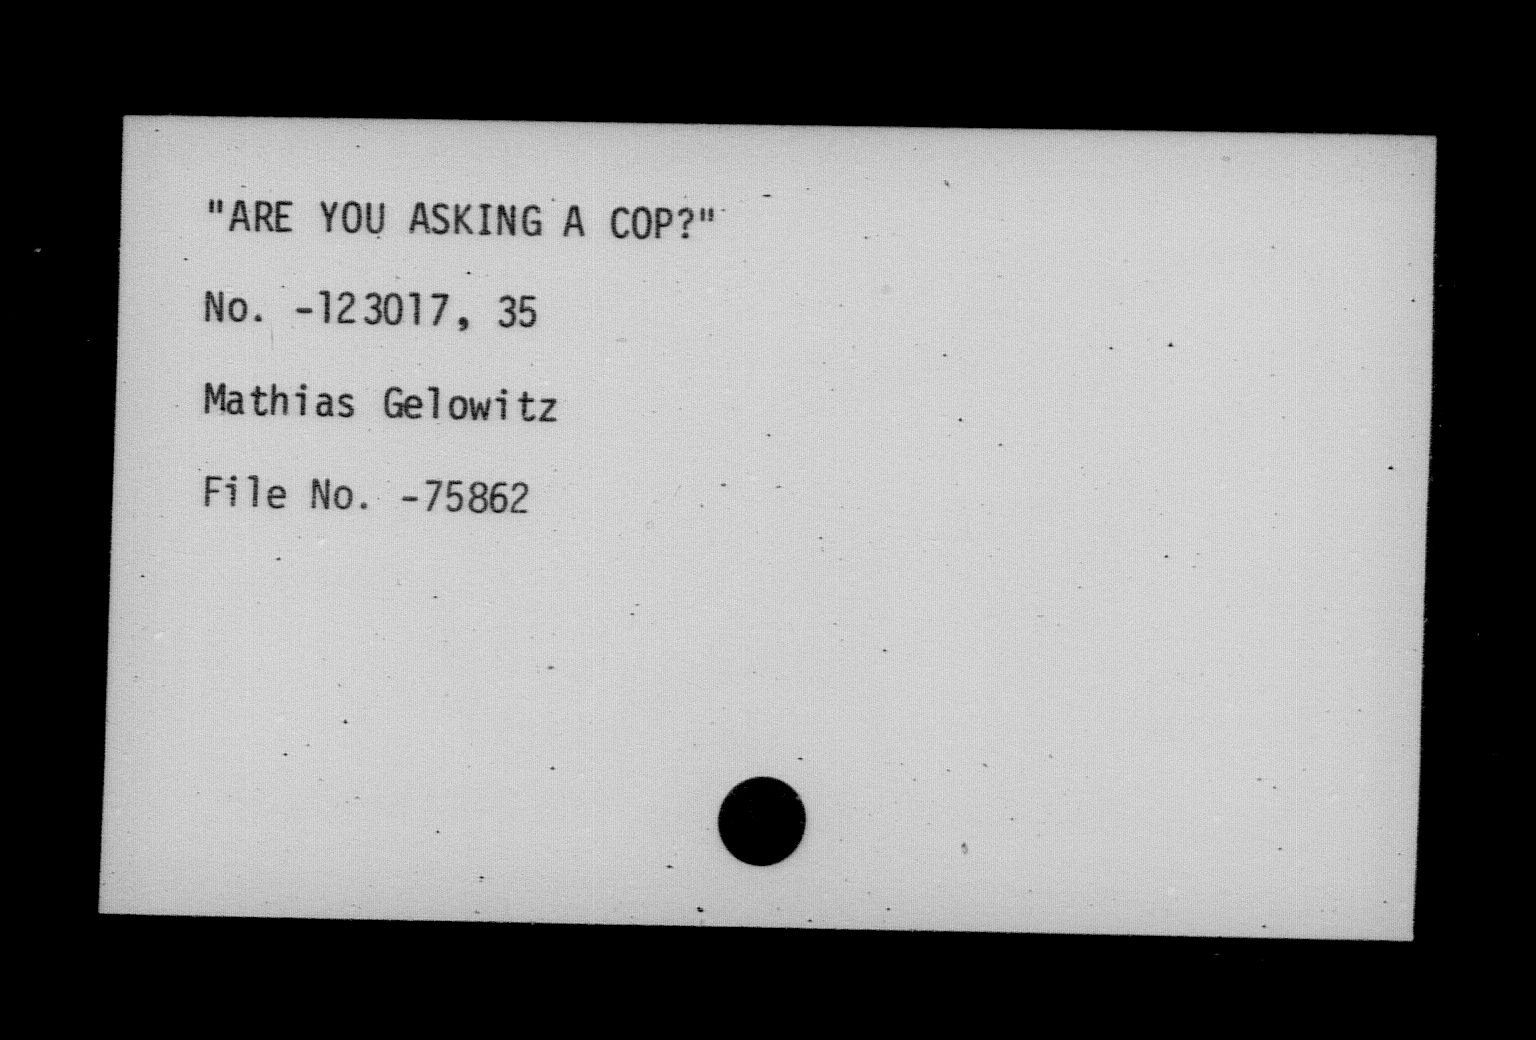 "ARE YOU ASKING A COP?"
No. -123017, 35
Mathias Gelowitz
File No. -75862